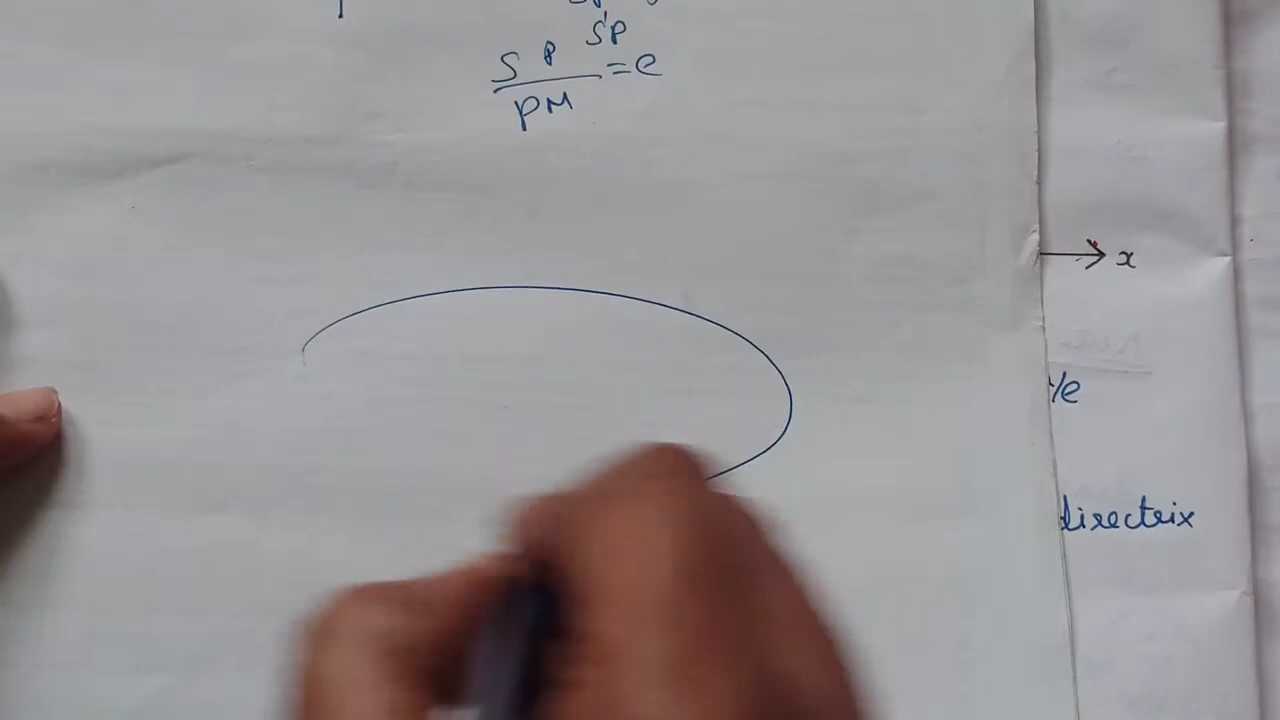 S'P
SP
=e
PM
x
/e
directrix